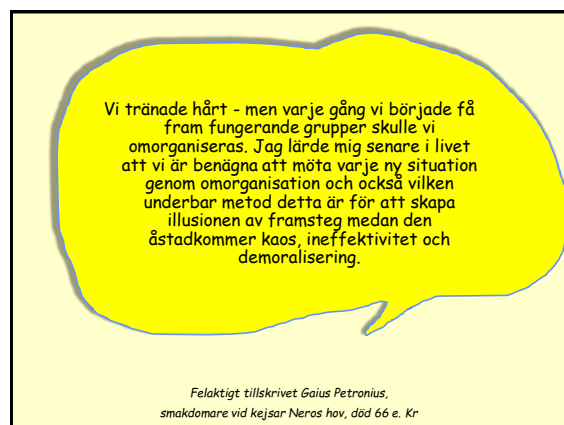 Vi tränade hårt - men varje gång vi började få
fram fungerande grupper skulle vi
omorganiseras. Jag lärde mig senare i livet
att vi är benägna att möta varje ny situation
genom omorganisation och också vilken
underbar metod detta är för att skapa
illusionen av framsteg medan den
åstadkommer kaos, ineffektivitet och
demoralisering.
Felaktigt tillskrivet Gaius Petronius,
smakdomare vid kejsar Neros hov, död 66 e. Kr